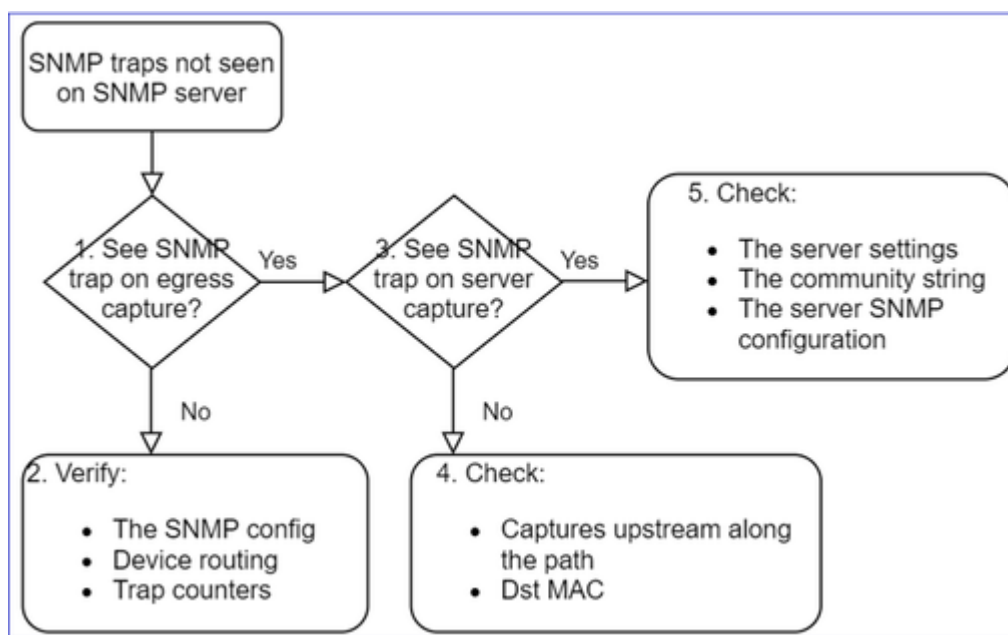 SNMP traps not seen
on SNMP server
1. See SNMP
trap on egress
capture?
Yes
3. See SNMP
trap on server
capture?
Yes
5. Check:
• The server settings
• The community string
• The server SNMP
configuration
No
2. Verify:
• The SNMP config
• Device routing
• Trap counters
No
4. Check:
• Captures upstream along
the path
• Dst MAC